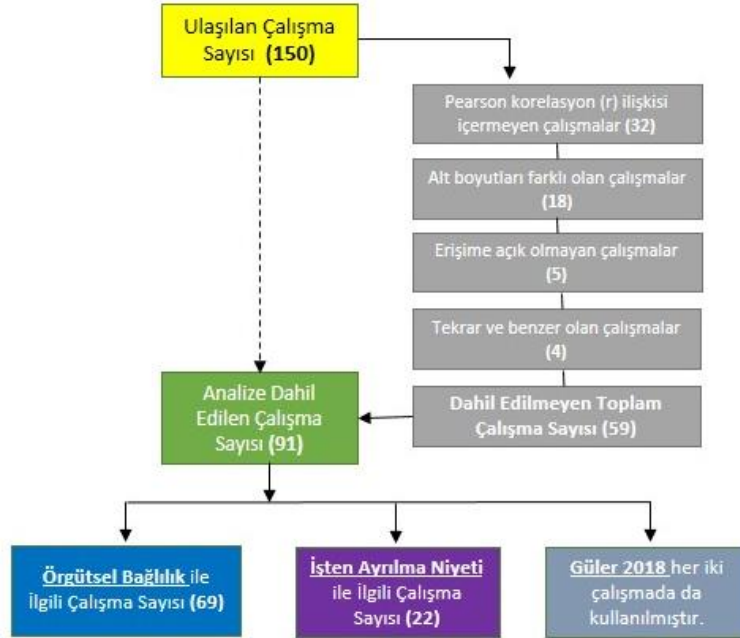 Ulaşılan Çalışma
Sayısı (150)
Pearson korelasyon (r) ilişkisi
içermeyen çalışmalar (32)
Alt boyutları farklı olan çalışmalar
(18)
Erişime açık olmayan çalışmalar
(5)
Tekrar ve benzer olan çalışmalar
(4)
Dahil Edilmeyen Toplam
Çalışma Sayısı (59)
Analize Dahil
Edilen Çalışma
Sayısı (91)
Örgütsel Bağlılık ile
İlgili Çalışma Sayısı (69)
İşten Ayrılma Niyeti
ile İlgili Çalışma
Sayısı (22)
Güler 2018 her iki
çalışmada da
kullanılmıştır.